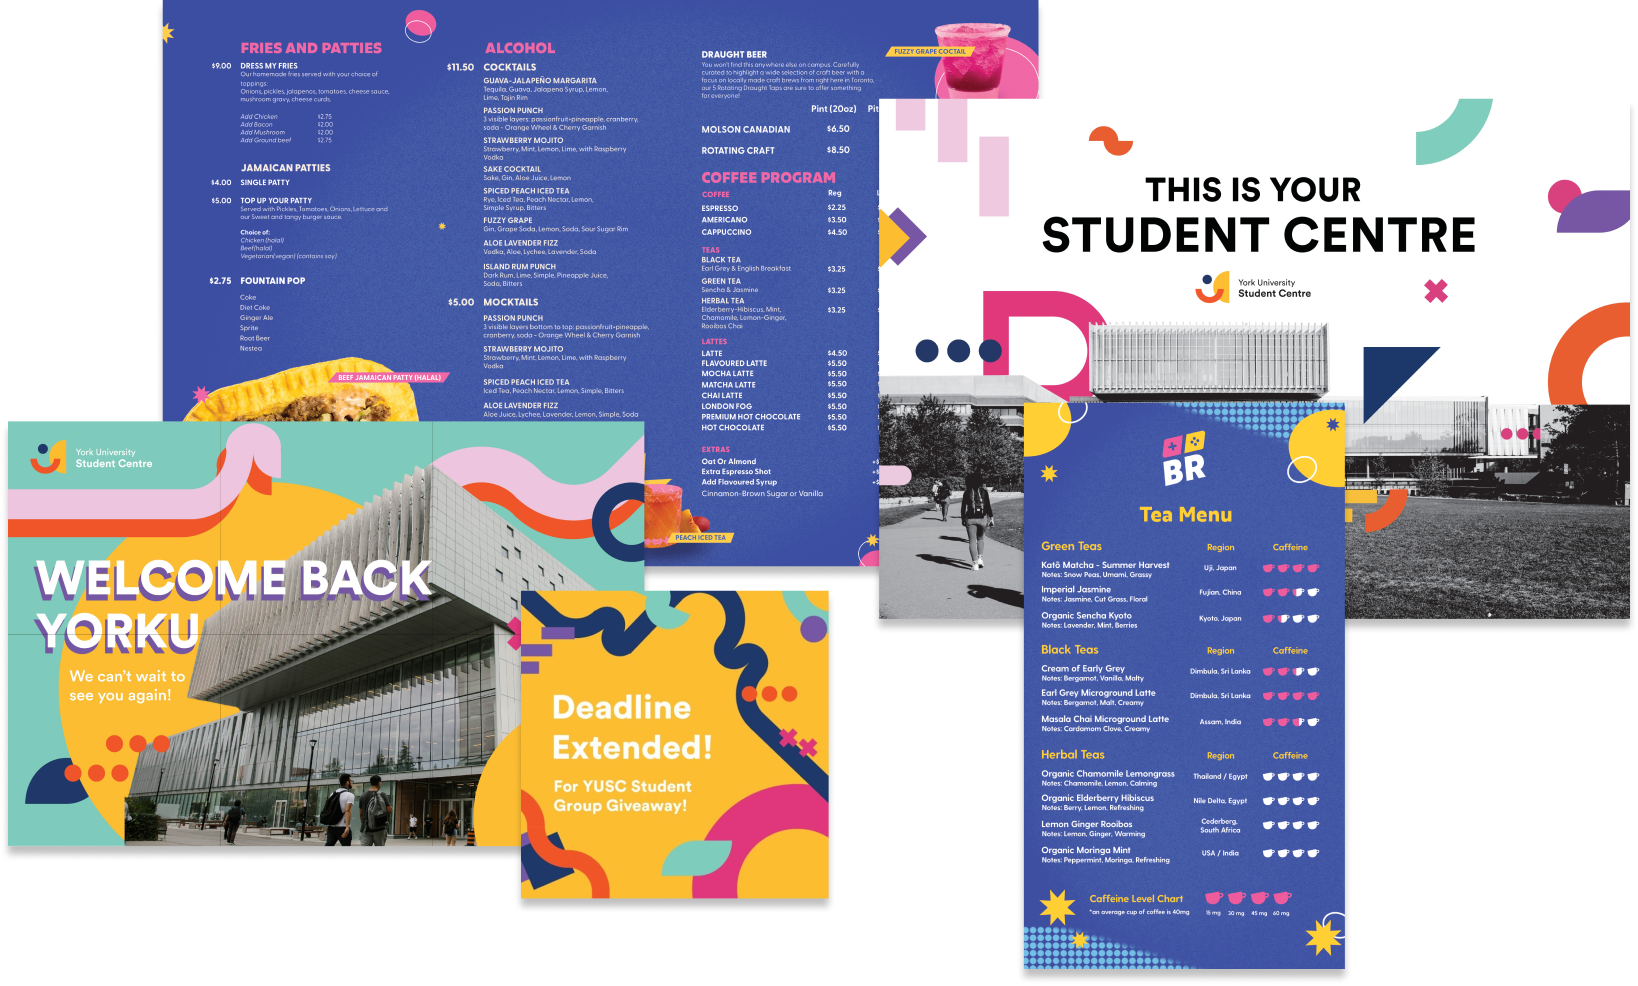 FRIES AND PATTIES
$9.00 DRESS MY FRIES
Our homemade fries served with your choice of
toppings:
Onions, pickles, jalapenos, tomatoes, cheese sauce,
mushroom gravy, cheese curds.
Add Chicken $2.75
Add Bacon $2.00
Add Mushroom $2.00
Add Ground beef $2.75
JAMAICAN PATTIES
$4.00 SINGLE PATTY
$5.00 TOP UP YOUR PATTY
Served with Pickles, Tomatoes, Onions, Lettuce and
our Sweet and tangy burger sauce.
Choice of:
Chicken (halal)
Beef(halal)
Vegetarian(vegan) (contains soy)
$2.75 FOUNTAIN POP
Coke
Diet Coke
Ginger Ale
Sprite
Root Beer
Nestea
BEEF JAMAICAN PATTY (HALAL)
ALCOHOL
$11.50 COCKTAILS
GUAVA-JALAPEÑO MARGARITA
Tequila, Guava, Jalapeno Syrup, Lemon,
Lime, Tajin Rim
PASSION PUNCH
3 visible layers: passionfruit+pineapple, cranberry,
soda - Orange Wheel & Cherry Garnish
STRAWBERRY MOJITO
Strawberry, Mint, Lemon, Lime, with Raspberry
Vodka
SAKE COCKTAIL
Sake, Gin, Aloe Juice, Lemon
SPICED PEACH ICED TEA
Rye, Iced Tea, Peach Nectar, Lemon,
Simple Syrup, Bitters
FUZZY GRAPE
Gin, Grape Soda, Lemon, Soda, Sour Sugar Rim
ALOE LAVENDER FIZZ
Vodka, Aloe, Lychee, Lavender, Soda
ISLAND RUM PUNCH
Dark Rum, Lime, Simple, Pineapple Juice,
Soda, Bitters
$5.00 MOCKTAILS
PASSION PUNCH
3 visible layers bottom to top: passionfruit+pineapple,
cranberry, soda - Orange Wheel & Cherry Garnish
STRAWBERRY MOJITO
Strawberry, Mint, Lemon, Lime, with Raspberry
Vodka
SPICED PEACH ICED TEA
Iced Tea, Peach Nectar, Lemon, Simple, Bitters
ALOE LAVENDER FIZZ
Aloe Juice, Lychee, Lavender, Lemon, Simple, Soda
DRAUGHT BEER
You won't find this anywhere else on campus. Carefully
curated to highlight a wide selection of craft beer with a
focus on locally made craft brews from right here in Toronto,
our 5 Rotating Draught Taps are sure to offer something
for everyone!
Pint (20oz) Pit
MOLSON CANADIAN $6.50
ROTATING CRAFT $8.50
COFFEE PROGRAM
COFFEE Reg L
ESPRESSO $2.25
AMERICANO $3.50
CAPPUCCINO $4.50
TEAS
BLACK TEA
Earl Grey & English Breakfast $3.25
GREEN TEA
Sencha & Jasmine $3.25
HERBAL TEA
Elderberry-Hibiscus, Mint, $3.25
Chamomile, Lemon-Ginger,
Rooibos Chai
LATTES
LATTE $4.50
FLAVOURED LATTE $5.50
MOCHA LATTE $5.50
MATCHA LATTE $5.50
CHAI LATTE $5.50
LONDON FOG $5.50
PREMIUM HOT CHOCOLATE $5.50
HOT CHOCOLATE $5.50
EXTRAS
Oat Or Almond
Extra Espresso Shot
Add Flavoured Syrup
Cinnamon-Brown Sugar or Vanilla
FUZZY GRAPE COCTAIL
PEACH ICED TEA
THIS IS YOUR
STUDENT CENTRE
York University
Student Centre
York University
Student Centre
WELCOME BACK
YORKU
We can't wait to
see you again!
Deadline
Extended!
For YUSC Student
Group Giveaway!
BR
Tea Menu
Green Teas Region Caffeine
Katō Matcha - Summer Harvest Uji, Japan
Notes: Snow Peas, Umami, Grassy
Imperial Jasmine Fujian, China
Notes: Jasmine, Cut Grass, Floral
Organic Sencha Kyoto Kyoto, Japan
Notes: Lavender, Mint, Berries
Black Teas Region Caffeine
Cream of Early Grey Dimbula, Sri Lanka
Notes: Bergamot, Vanilla, Malty
Earl Grey Microground Latte Dimbula, Sri Lanka
Notes: Bergamot, Malt, Creamy
Masala Chai Microground Latte Assam, India
Notes: Cardamom Clove, Creamy
Herbal Teas Region Caffeine
Organic Chamomile Lemongrass Thailand / Egypt
Notes: Chamomile, Lemon, Calming
Organic Elderberry Hibiscus Nile Delta, Egypt
Notes: Berry, Lemon, Refreshing
Lemon Ginger Rooibos Cederberg, South Africa
Notes: Lemon, Ginger, Warming
Organic Moringa Mint USA / India
Notes: Peppermint, Moringa, Refreshing
Caffeine Level Chart
*an average cup of coffee is 40mg 15 mg 30 mg 45 mg 60 mg